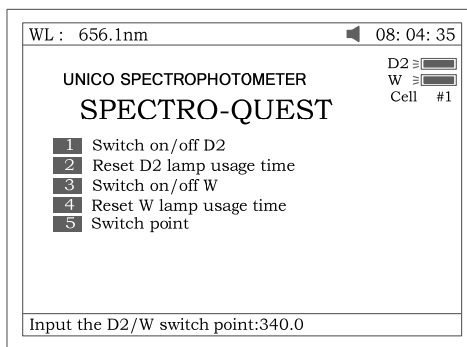 WL : 656.1nm 08: 04: 35
D2
W
Cell #1
UNICO SPECTROPHOTOMETER
SPECTRO-QUEST
1 Switch on/off D2
2 Reset D2 lamp usage time
3 Switch on/off W
4 Reset W lamp usage time
5 Switch point
Input the D2/W switch point:340.0